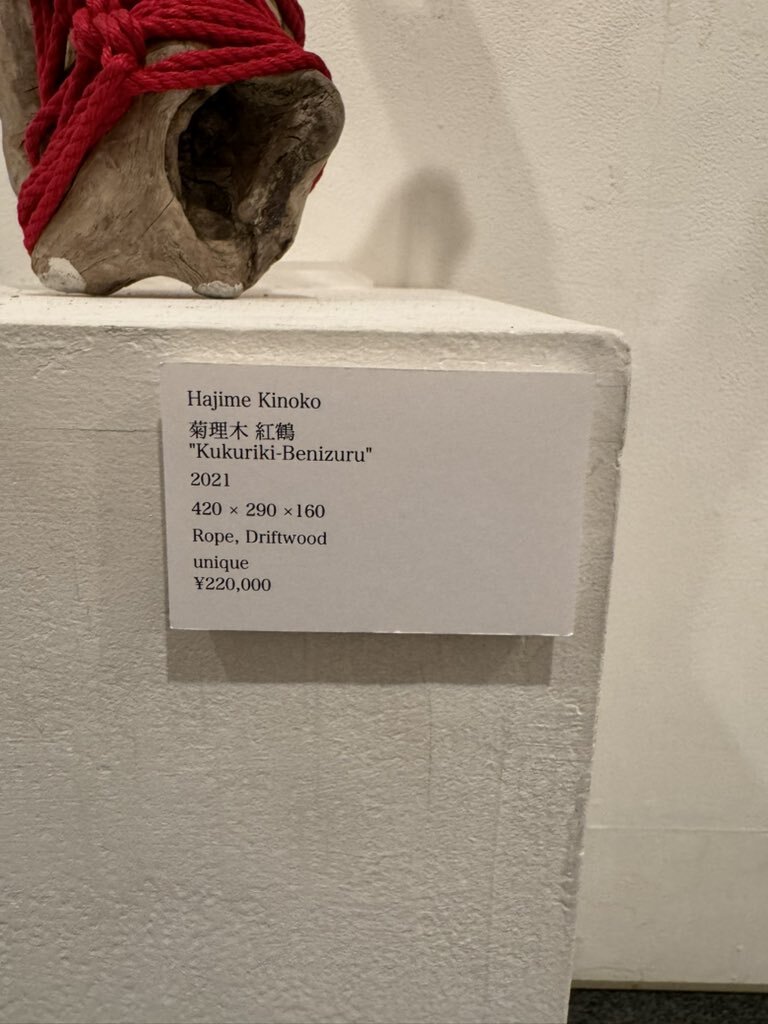 Hajime Kinoko
菊理木 紅鶴
"Kukuriki-Benizuru"
2021
420 × 290 ×160
Rope, Driftwood
unique
¥220,000